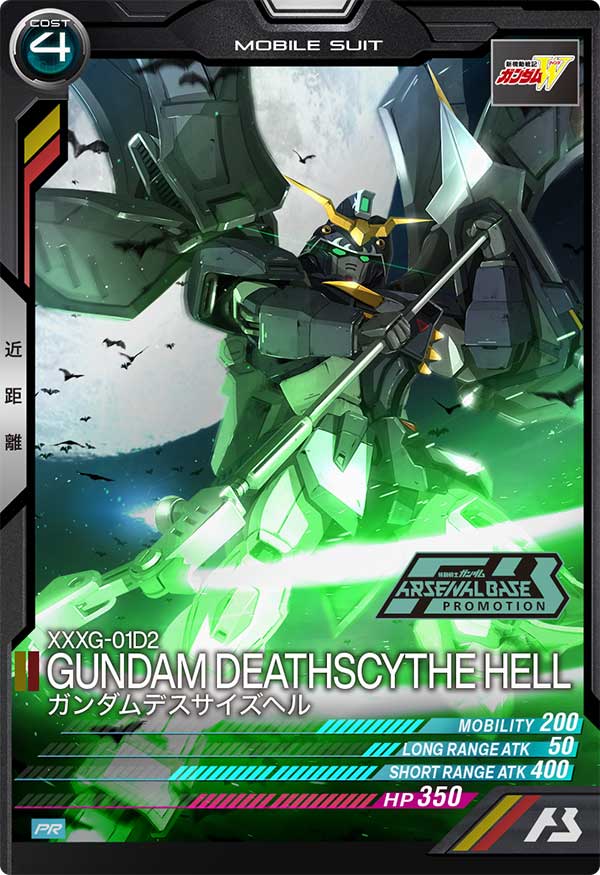 COST
4
MOBILE SUIT
新機動戦記
ガンダムW
近距離
機動戦士ガンダム
ARSENAL BASE
PROMOTION
XXXG-01D2
GUNDAM DEATHSCYTHE HELL
ガンダムデスサイズヘル
MOBILITY 200
LONG RANGE ATK 50
SHORT RANGE ATK 400
HP 350
PR